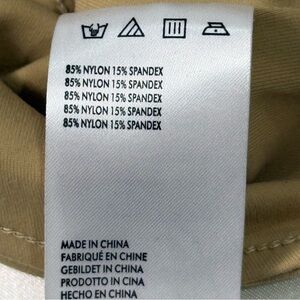 85% NYLON 15% SPANDEX
85% NYLON 15% SPANDEX
85% NYLON 15% SPANDEX
85% NYLON 15% SPANDEX
85% NYLON 15% SPANDEX
MADE IN CHINA
FABRIQUÉ EN CHINE
GEBILDET IN CHINA
PRODOTTO IN CINA
HECHO EN CHINA